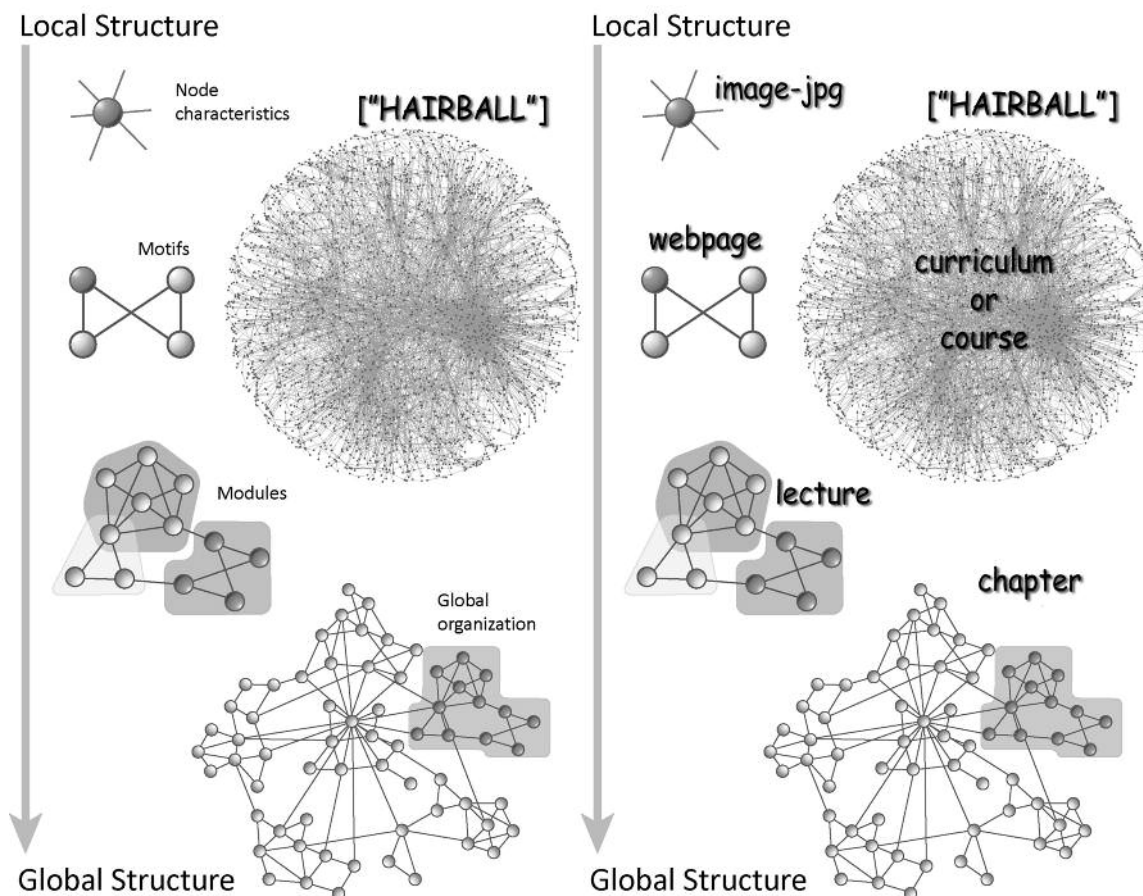 Local Structure
Node
characteristics
["HAIRBALL"]
Motifs
Modules
Global
organization
Global Structure
Local Structure
image-jpg
["HAIRBALL"]
webpage
curriculum
or
course
lecture
chapter
Global Structure